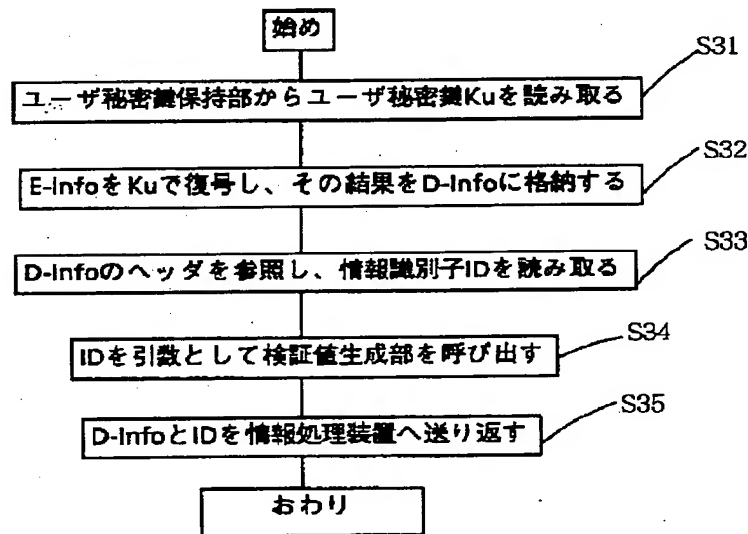 始め
S31
ユーザ秘密鍵保持部からユーザ秘密鍵Kuを読み取る
S32
E-infoをKuで復号し、その結果をD-Infoに格納する
S33
D-Infoのヘッダを参照し、情報識別子IDを読み取る
S34
IDを引数として検証値生成部を呼び出す
S35
D-InfoとIDを情報処理装置へ送り返す
おわり